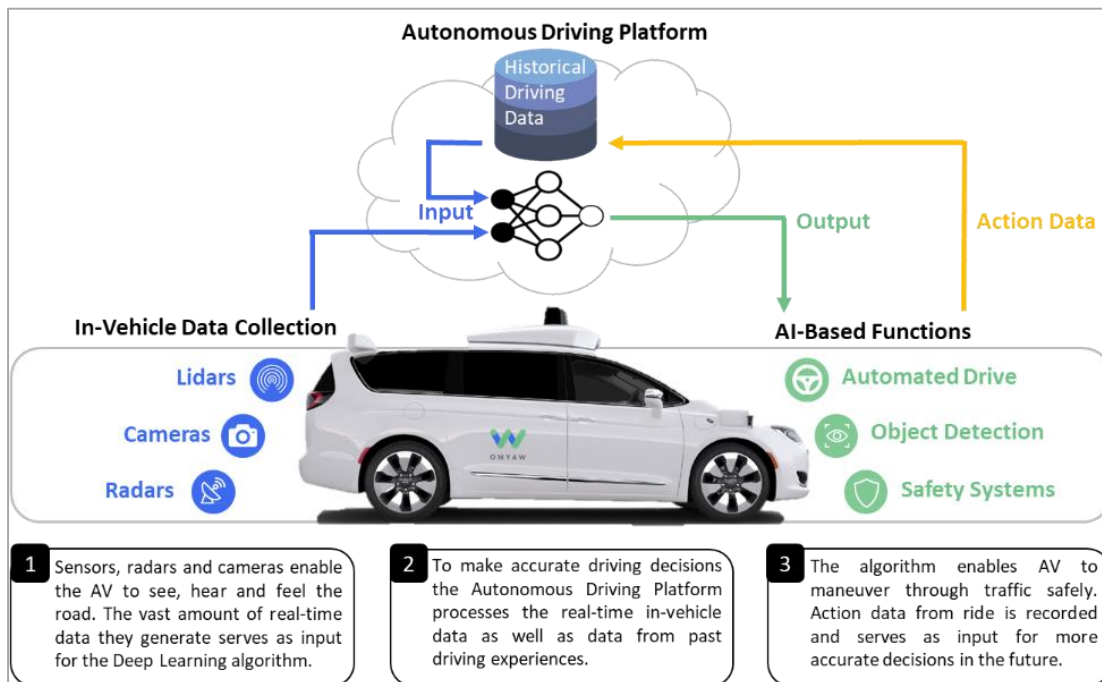 Autonomous Driving Platform
Historical
Driving
Data
Input
Output
Action Data
In-Vehicle Data Collection
AI-Based Functions
Lidars
Cameras
Radars
OMYAW
Automated Drive
Object Detection
Safety Systems
1
Sensors, radars and cameras enable
the AV to see, hear and feel the
road. The vast amount of real-time
data they generate serves as input
for the Deep Learning algorithm.
2
To make accurate driving decisions
the Autonomous Driving Platform
processes the real-time in-vehicle
data as well as data from past
driving experiences.
3
The algorithm enables AV to
maneuver through traffic safely.
Action data from ride is recorded
and serves as input for more
accurate decisions in the future.